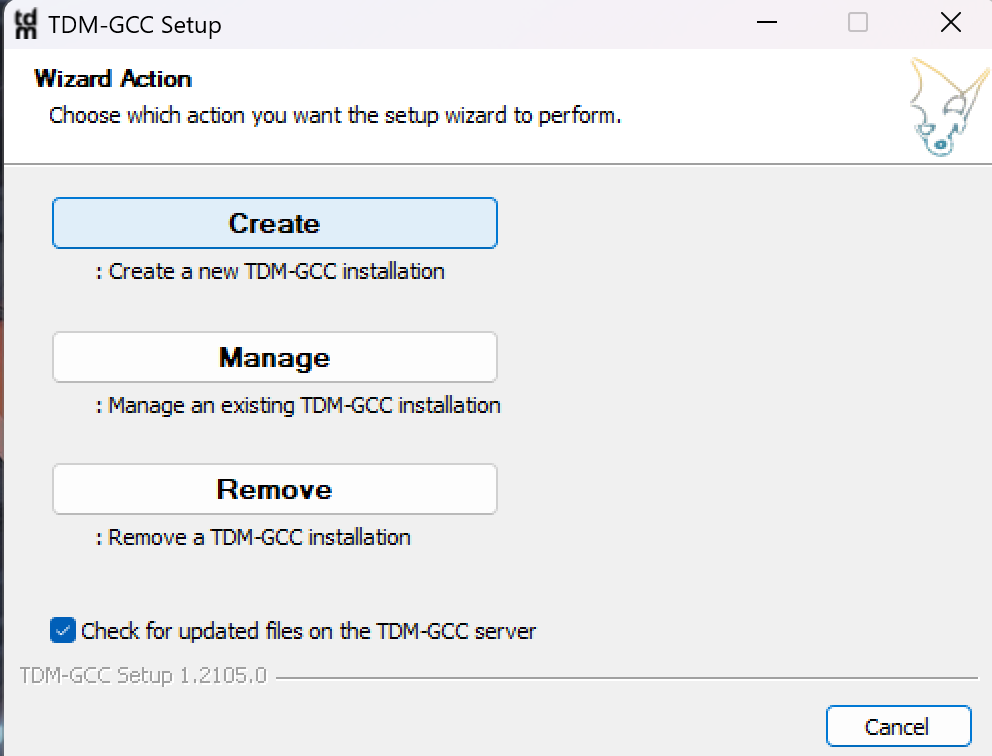 tdm TDM-GCC Setup
Wizard Action
Choose which action you want the setup wizard to perform.
Create
: Create a new TDM-GCC installation
Manage
: Manage an existing TDM-GCC installation
Remove
: Remove a TDM-GCC installation
Check for updated files on the TDM-GCC server
TDM-GCC Setup 1.2105.0
Cancel